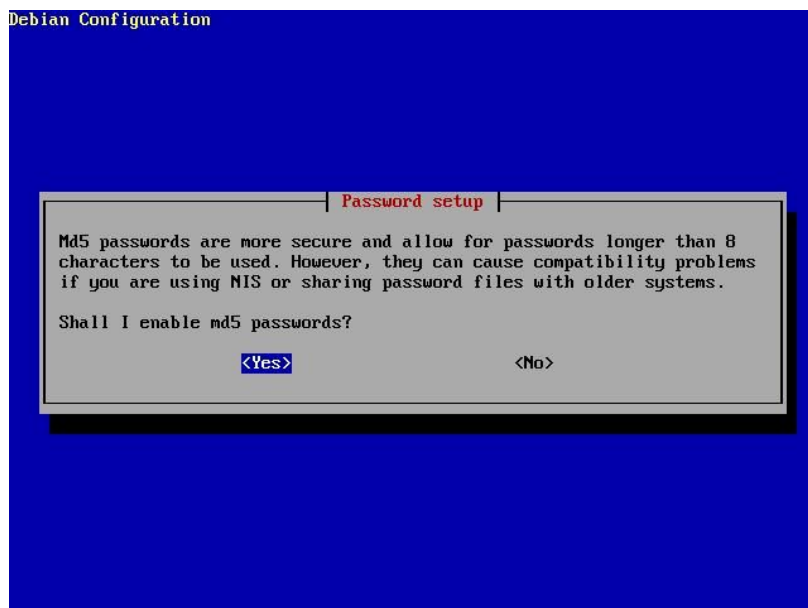 Debian Configuration
Password setup
Md5 passwords are more secure and allow for passwords longer than 8
characters to be used. However, they can cause compatibility problems
if you are using NIS or sharing password files with older systems.
Shall I enable md5 passwords?
<Yes> <No>